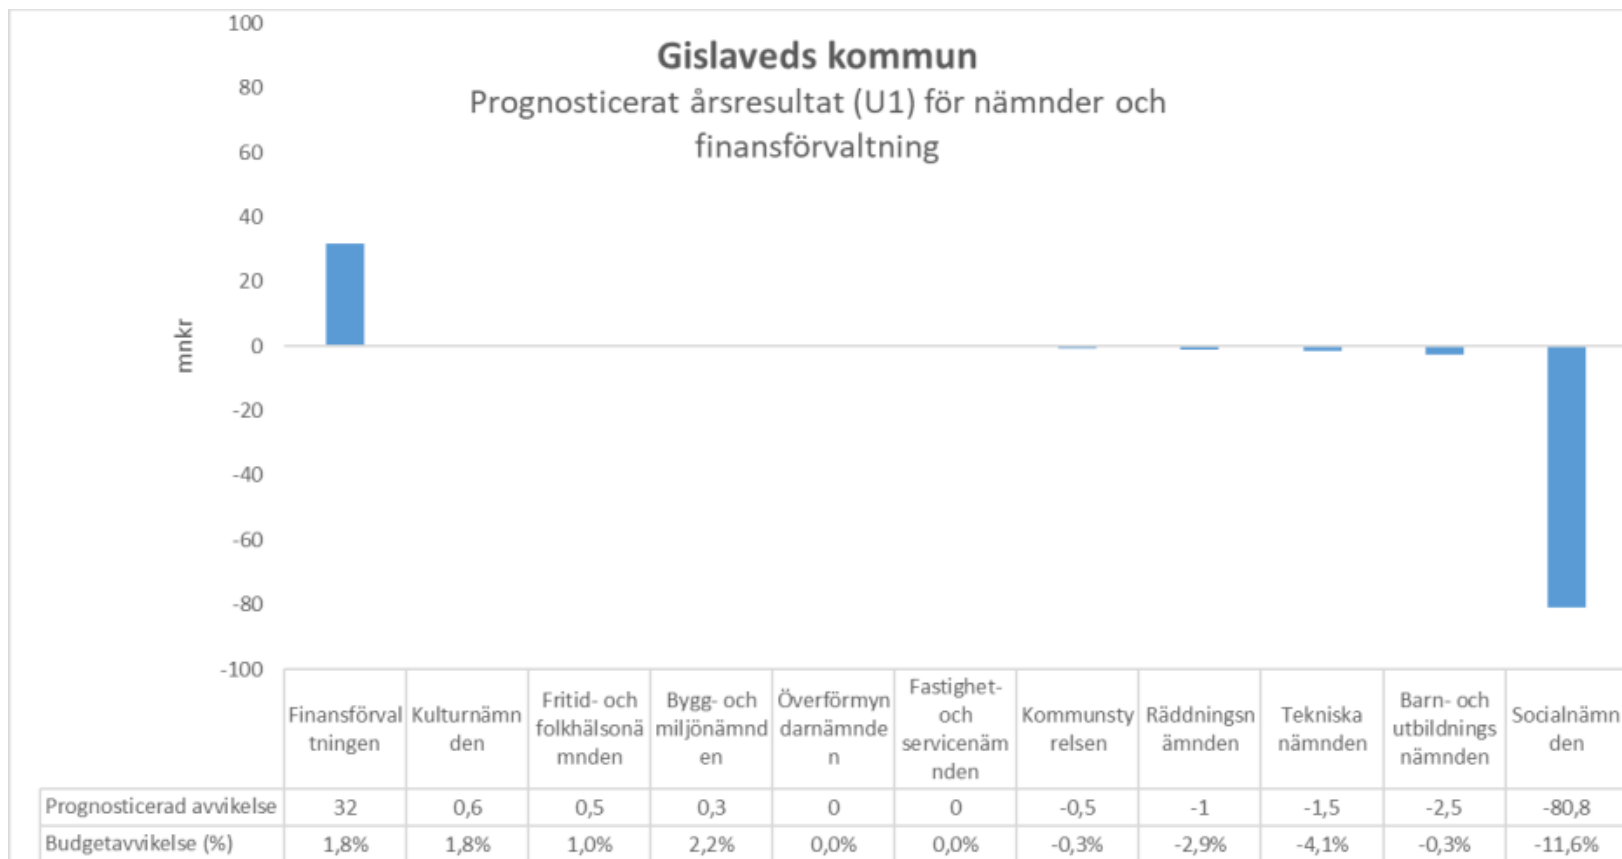 Gislaveds kommun
Prognosticerat årsresultat (U1) för nämnder och
finansförvaltning
mnkr
100
80
60
40
20
0
-20
-40
-60
-80
-100
Finansförval
tningen
Kulturnämn
den
Fritid- och
folkhälsonä
mnden
Bygg- och
miljönämnd
en
Överförmyn
darnämnde
n
Fastighet-
och
servicenäm
nden
Kommunsty
relsen
Räddningsn
ämnden
Tekniska
nämnden
Barn- och
utbildnings
nämnden
Socialnämn
den
Prognosticerad avvikelse 32 0,6 0,5 0,3 0 0 -0,5 -1 -1,5 -2,5 -80,8
Budgetavvikelse (%) 1,8% 1,8% 1,0% 2,2% 0,0% 0,0% -0,3% -2,9% -4,1% -0,3% -11,6%